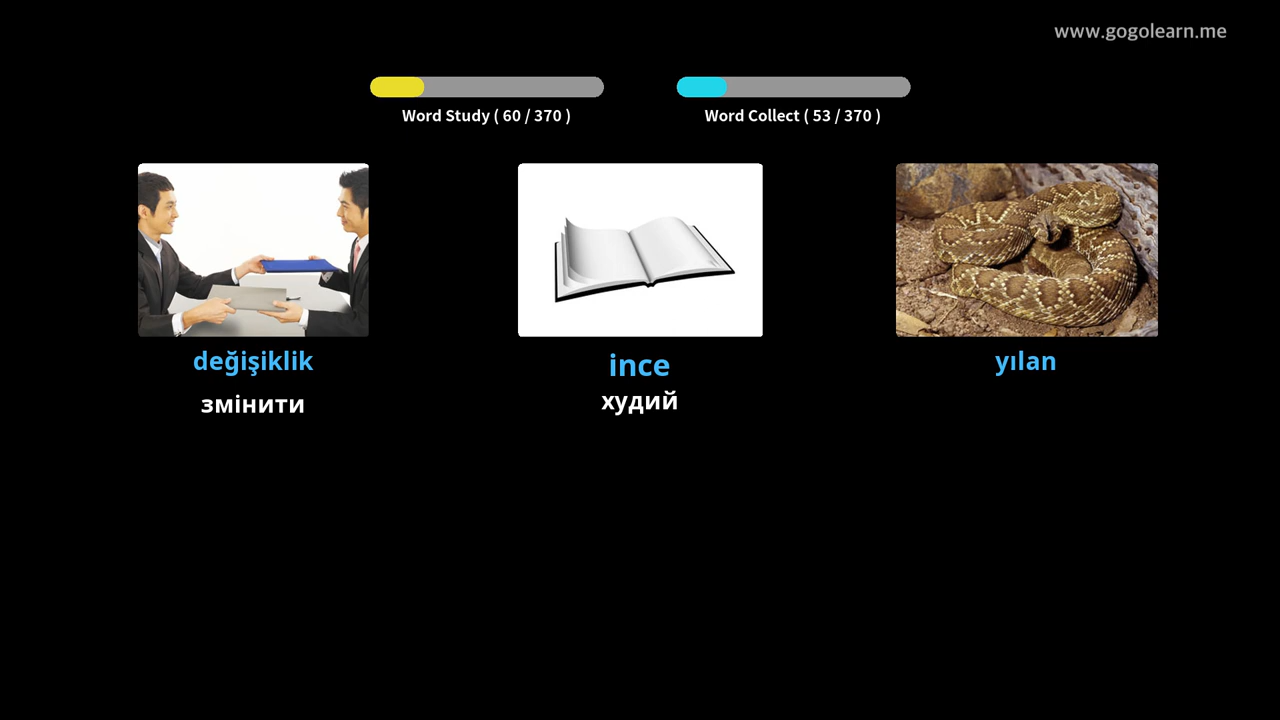 www.gogolearn.me
Word Study ( 60 / 370 )
Word Collect ( 53 / 370 )
değişiklik
змінити
ince
худий
yılan